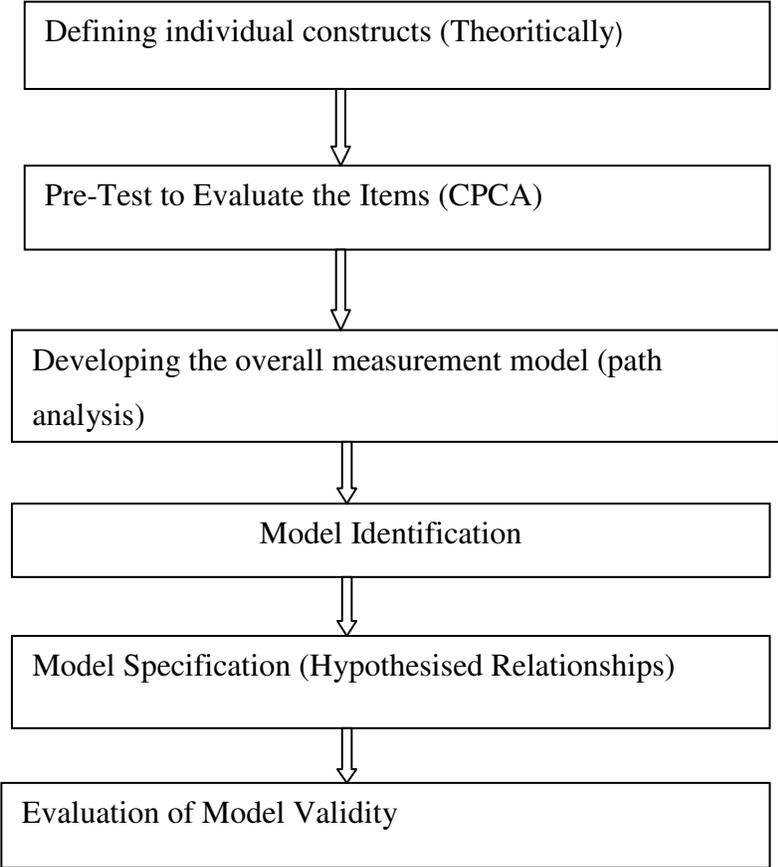 Defining individual constructs (Theoritically)
Pre-Test to Evaluate the Items (CPCA)
Developing the overall measurement model (path
analysis)
Model Identification
Model Specification (Hypothesised Relationships)
Evaluation of Model Validity